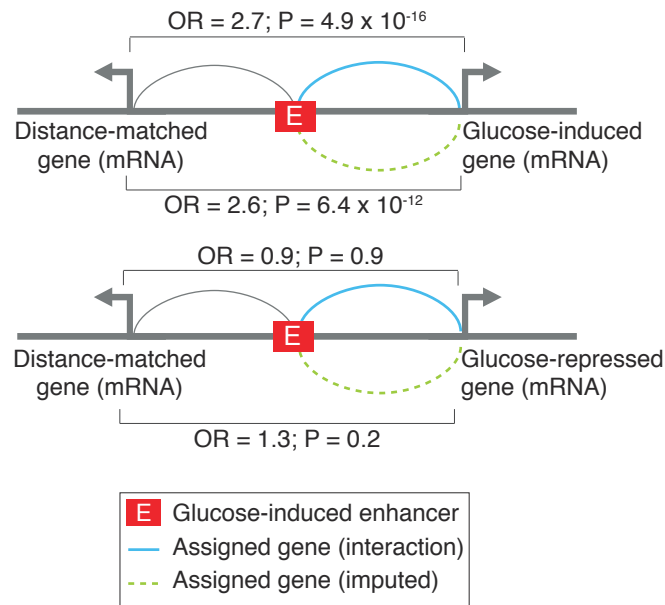 OR = 2.7; P = 4.9 x 10-16
E
Distance-matched
gene (mRNA)
Glucose-induced
gene (mRNA)
OR = 2.6; P = 6.4 x 10-12
OR = 0.9; P = 0.9
E
Distance-matched
gene (mRNA)
Glucose-repressed
gene (mRNA)
OR = 1.3; P = 0.2
E Glucose-induced enhancer
Assigned gene (interaction)
Assigned gene (imputed)